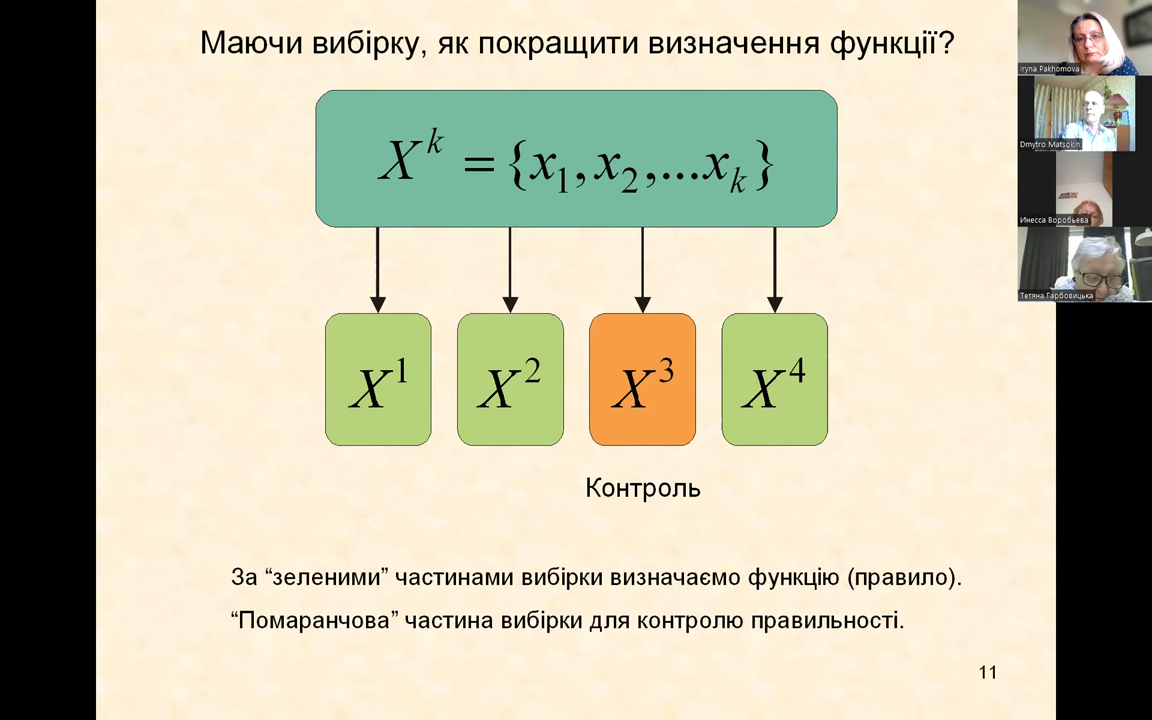 Маючи вибірку, як покращити визначення функції?
X^k = {x_1, x_2,...x_k}
X^1 X^2 X^3 X^4
Контроль
За “зеленими” частинами вибірки визначаємо функцію (правило).
“Помаранчова” частина вибірки для контролю правильності.
11
Iryna Pakhomova
Dmytro Matsokin
Инесса Воробьева
Тетяна Гарбовицька